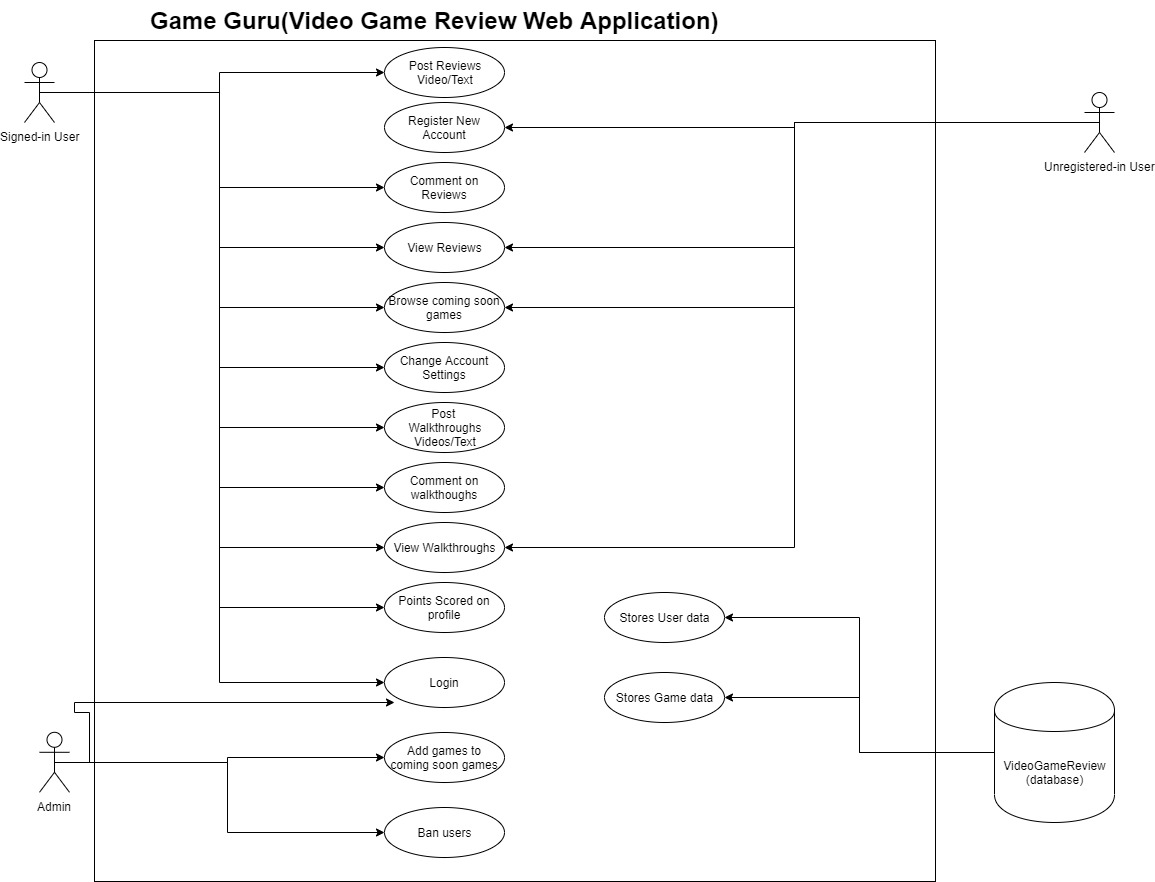 Game Guru(Video Game Review Web Application)
Post Reviews
Video/Text
Signed-in User
Register New
Account
Unregistered-in User
Comment on
Reviews
View Reviews
Browse coming soon
games
Change Account
Settings
Post
Walkthroughs
Videos/Text
Comment on
walkthoughs
View Walkthroughs
Points Scored on
profile
Stores User data
Login
Stores Game data
Admin
Add games to
coming soon games
VideoGameReview
(database)
Ban users